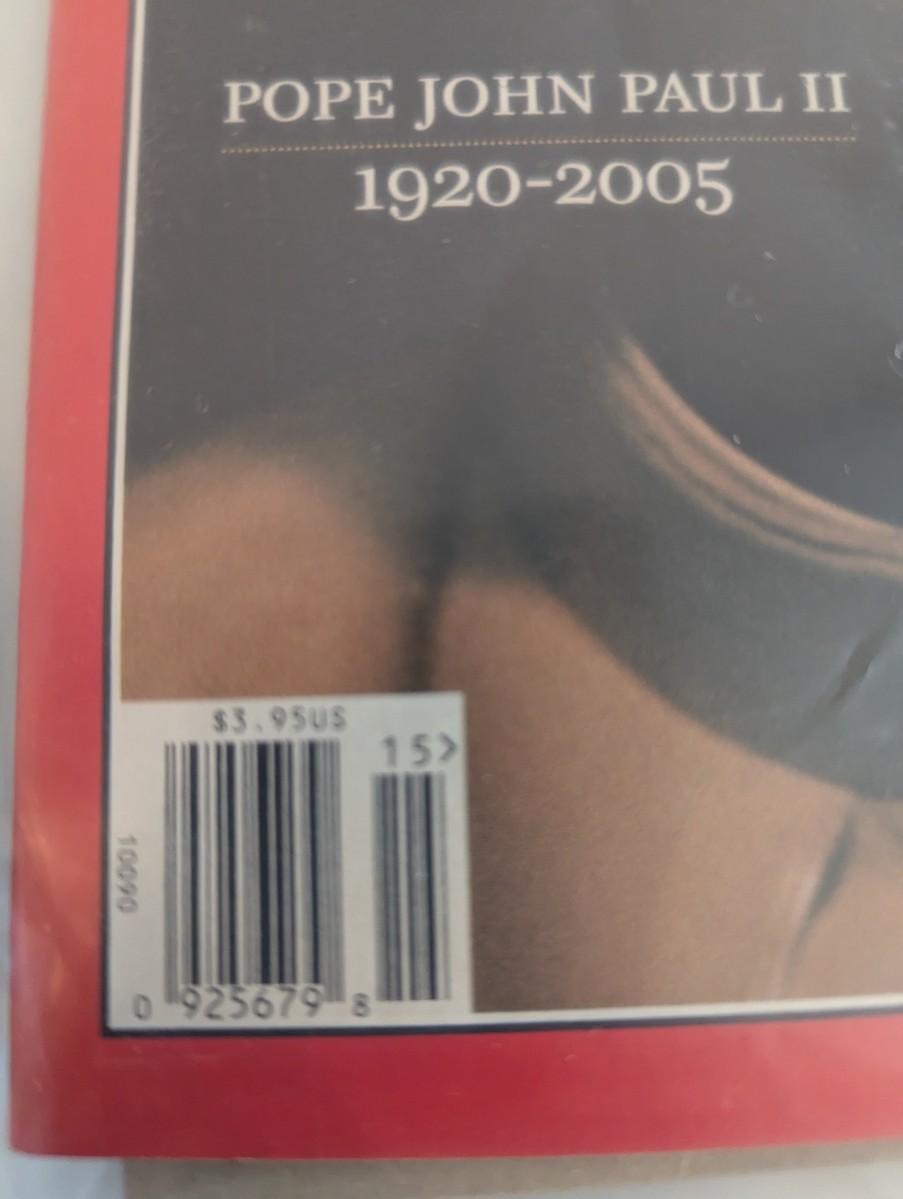 POPE JOHN PAUL II
1920-2005
$3.95US
15>
10090
0 925679 8